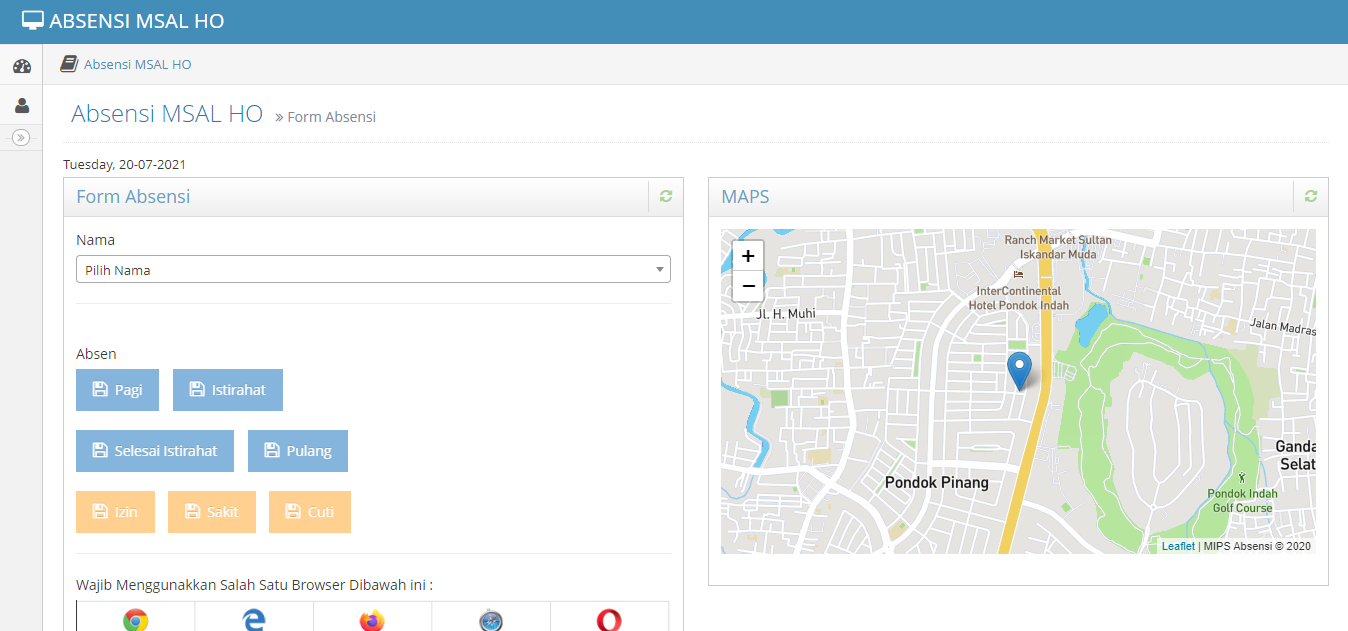 ABSENSI MSAL HO
Absensi MSAL HO
Absensi MSAL HO » Form Absensi
Tuesday, 20-07-2021
Form Absensi
Nama
Pilih Nama
Absen
Pagi
Istirahat
Selesai Istirahat
Pulang
Izin
Sakit
Cuti
Wajib Menggunakkan Salah Satu Browser Dibawah ini :
MAPS
+
−
Ranch Market Sultan
Iskandar Muda
InterContinental
Hotel Pondok Indah
Jl. H. Muhi
Jalan Madras
Ganda
Selat
Pondok Pinang
Pondok Indah
Golf Course
Leaflet | MIPS Absensi © 2020